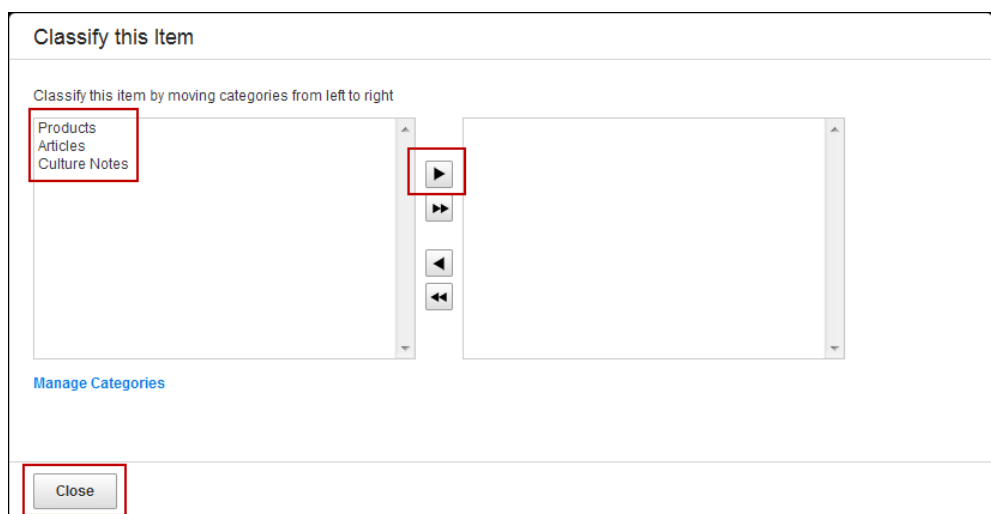 Classify this Item
Classify this item by moving categories from left to right
Products
Articles
Culture Notes
Manage Categories
Close